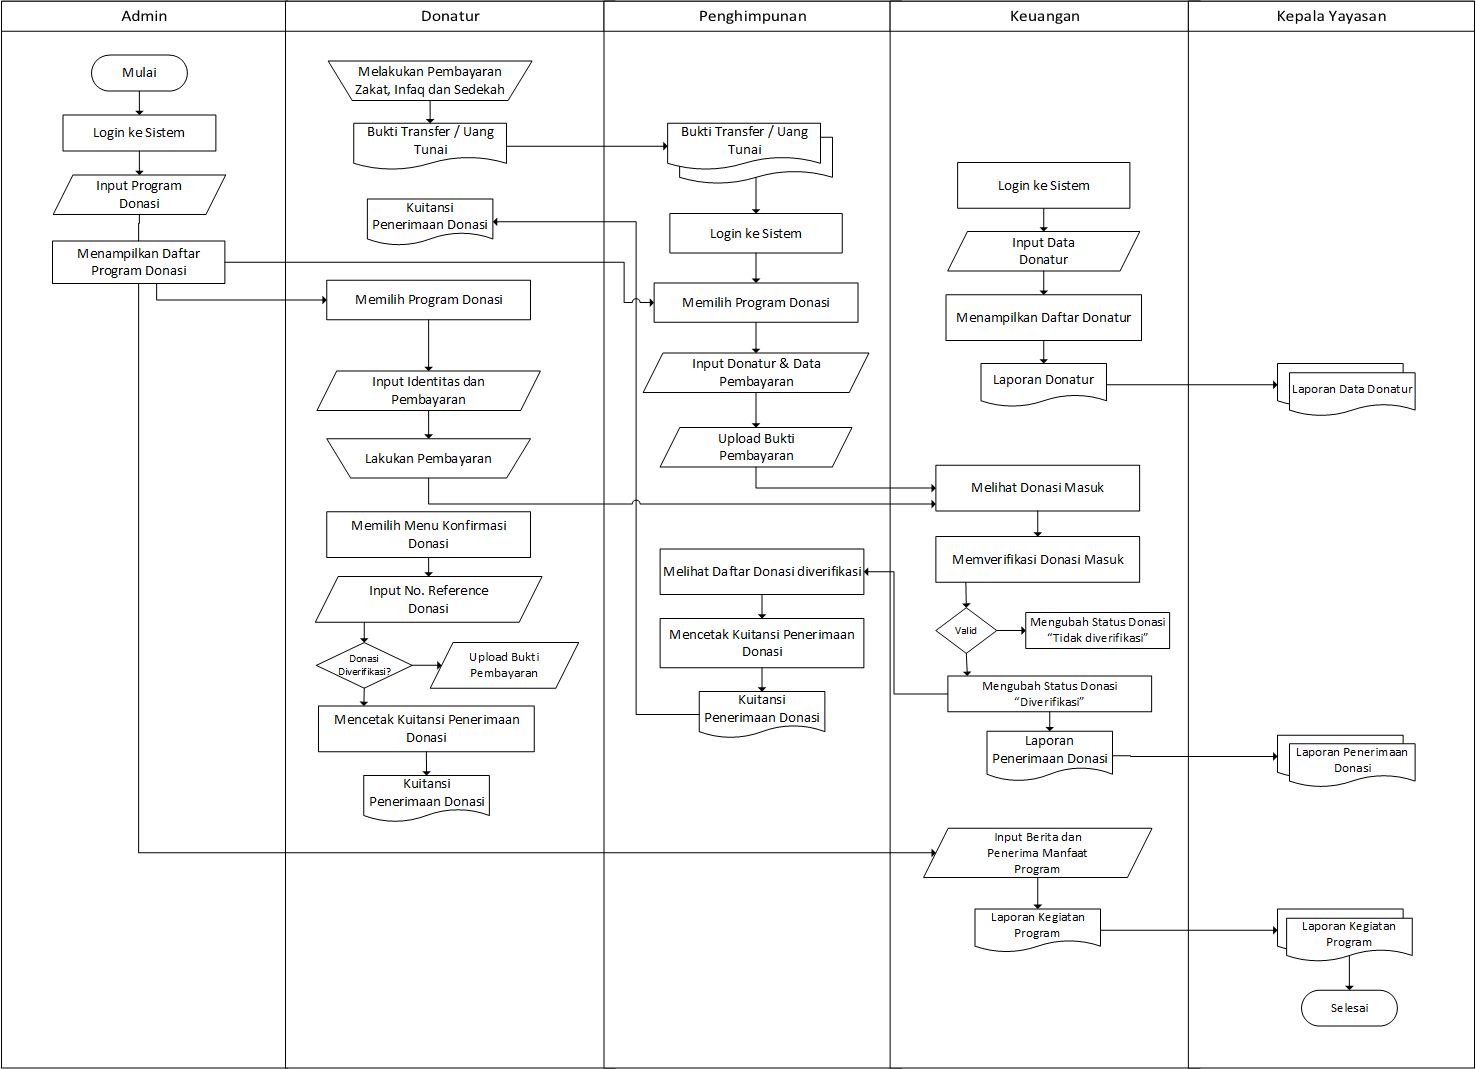 Admin
Donatur
Penghimpunan
Keuangan
Kepala Yayasan
Mulai
Login ke Sistem
Input Program
Donasi
Menampilkan Daftar
Program Donasi
Melakukan Pembayaran
Zakat, Infaq dan Sedekah
Bukti Transfer / Uang
Tunai
Kuitansi
Penerimaan Donasi
Memilih Program Donasi
Input Identitas dan
Pembayaran
Lakukan Pembayaran
Memilih Menu Konfirmasi
Donasi
Input No. Reference
Donasi
Donasi
Diverifikasi?
Upload Bukti
Pembayaran
Mencetak Kuitansi Penerimaan
Donasi
Kuitansi
Penerimaan Donasi
Bukti Transfer / Uang
Tunai
Login ke Sistem
Memilih Program Donasi
Input Donatur & Data
Pembayaran
Upload Bukti
Pembayaran
Melihat Daftar Donasi diverifikasi
Mencetak Kuitansi Penerimaan
Donasi
Kuitansi
Penerimaan Donasi
Login ke Sistem
Input Data
Donatur
Menampilkan Daftar Donatur
Laporan Donatur
Melihat Donasi Masuk
Memverifikasi Donasi Masuk
Valid
Mengubah Status Donasi
“Tidak diverifikasi”
Mengubah Status Donasi
“Diverifikasi”
Laporan
Penerimaan Donasi
Input Berita dan
Penerima Manfaat
Program
Laporan Kegiatan
Program
Laporan Data Donatur
Laporan Penerimaan
Donasi
Laporan Kegiatan
Program
Selesai